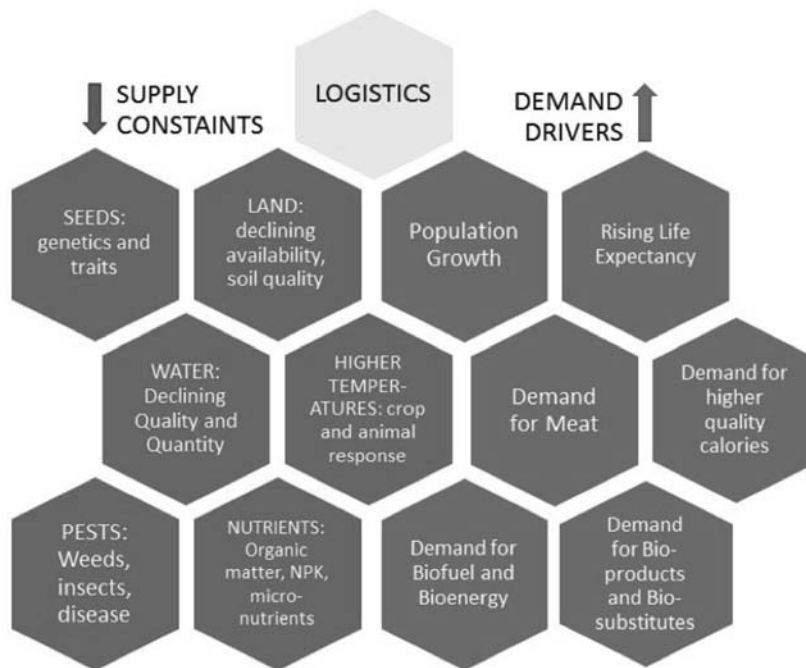 SUPPLY
CONSTAINTS
LOGISTICS
DEMAND
DRIVERS
SEEDS:
genetics and
traits
LAND:
declining
availability,
soil quality
Population
Growth
Rising Life
Expectancy
WATER:
Declining
Quality and
Quantity
HIGHER
TEMPER-
ATURES: crop
and animal
response
Demand
for Meat
Demand for
higher
quality
calories
PESTS:
Weeds,
insects,
disease
NUTRIENTS:
Organic
matter, NPK,
micro-
nutrients
Demand for
Biofuel and
Bioenergy
Demand
for Bio-
products
and Bio-
substitutes